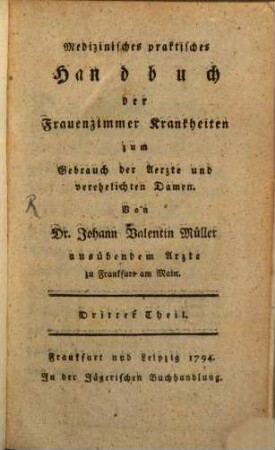 Medizinisches praktisches
Handbuch
der
Frauenzimmer Krankheiten
zum
Gebrauch der Aerzte und
verehelichten Damen.
Von
Dr. Johann Valentin Müller
ausübendem Arzte
zu Frankfurt am Main.
Dritter Theil.
Frankfurt und Leipzig 1794.
In der Jägerischen Buchhandlung.